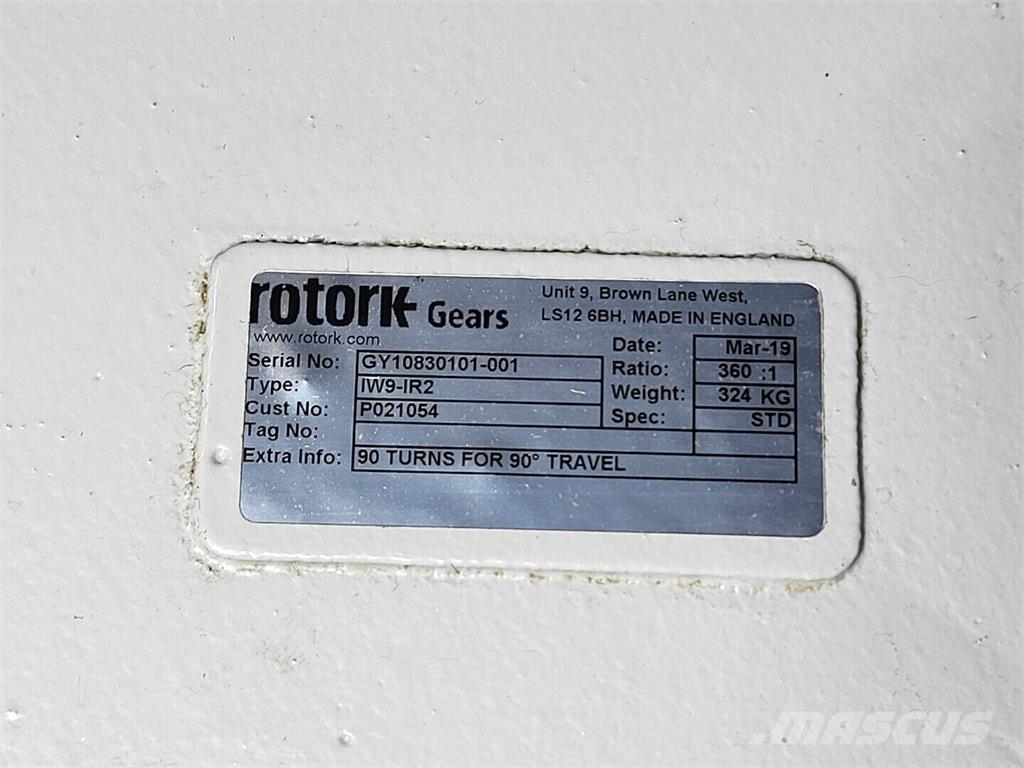 rotork Gears
Unit 9, Brown Lane West,
LS12 6BH, MADE IN ENGLAND
www.rotork.com
Serial No: GY10830101-001
Type: IW9-IR2
Cust No: P021054
Tag No:
Date: Mar-19
Ratio: 360 :1
Weight: 324 KG
Spec: STD
Extra Info: 90 TURNS FOR 90° TRAVEL
MASCUS